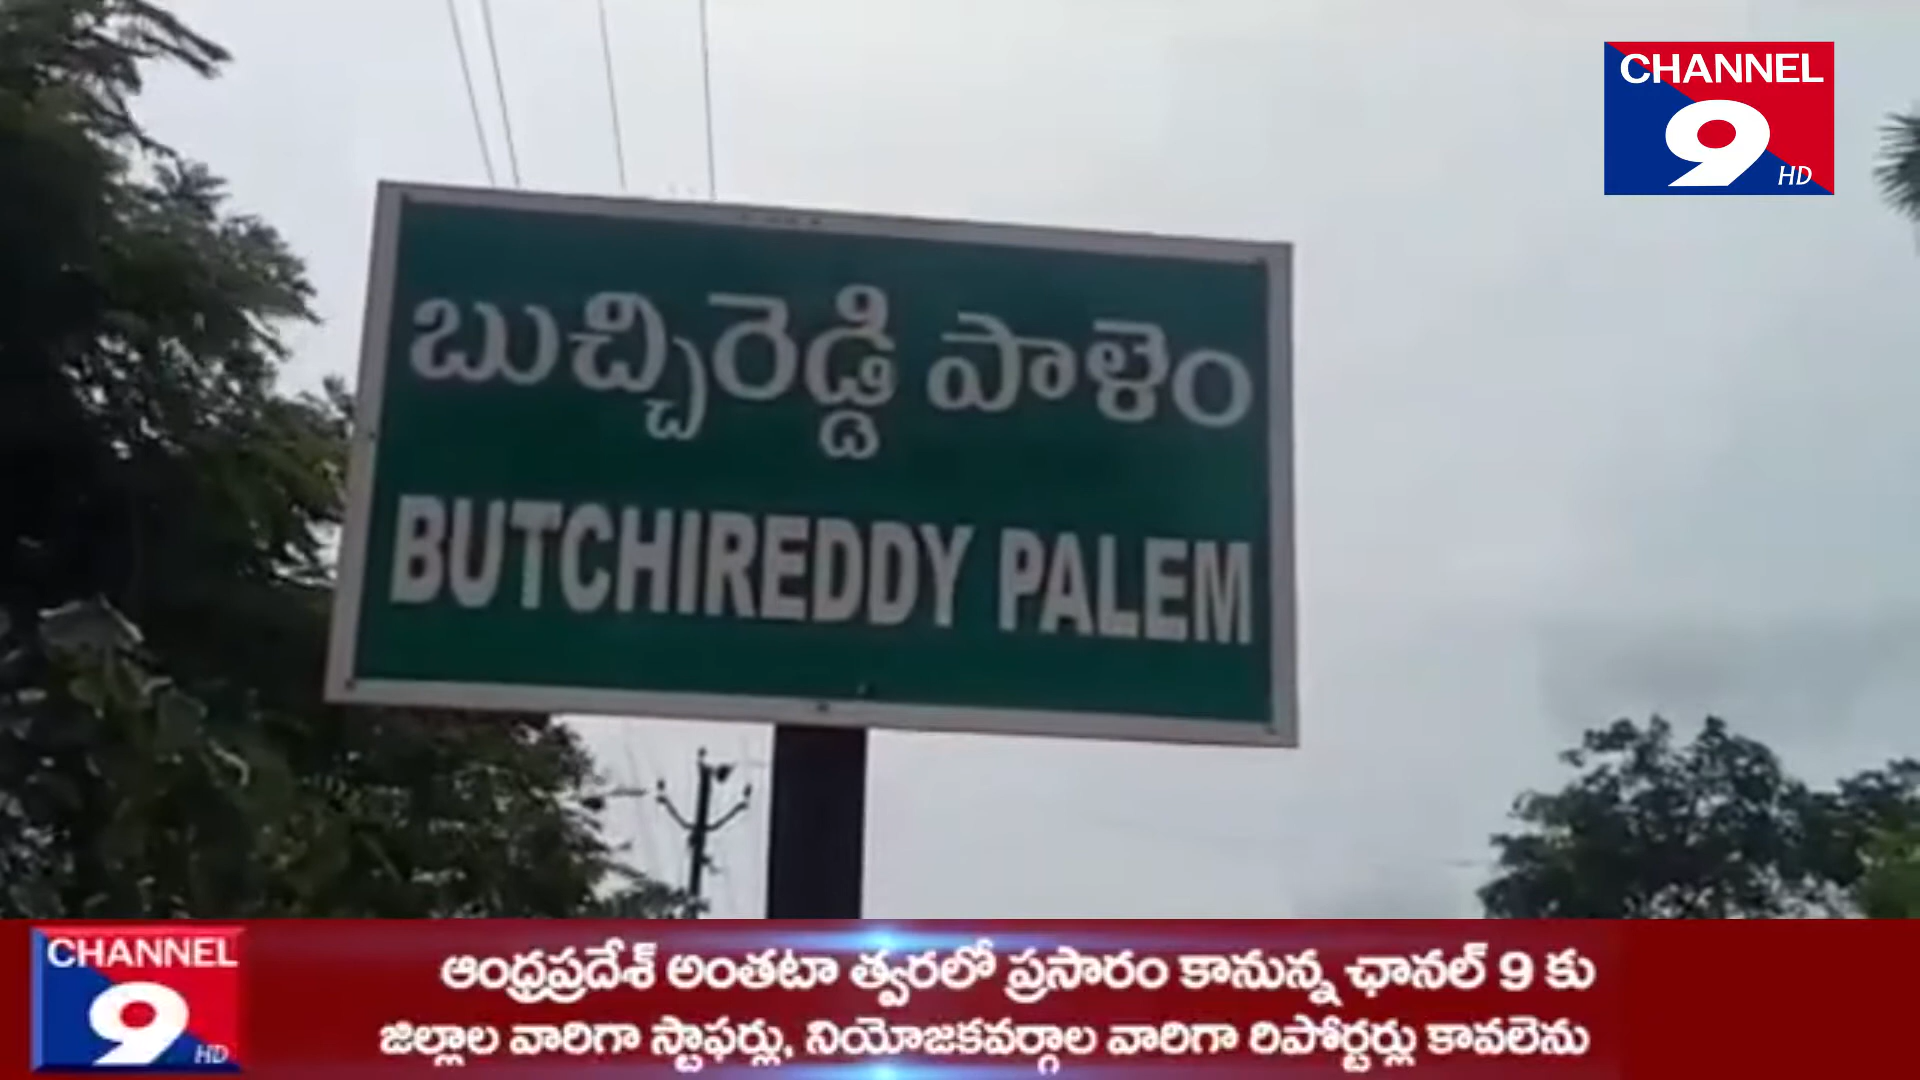 CHANNEL
9
HD
బుచ్చిరెడ్డి పాళెం
BUTCHIREDDY PALEM
CHANNEL
9
HD
ఆంధ్రప్రదేశ్ అంతటా త్వరలో ప్రసారం కానున్న ఛానల్ 9 కు
జిల్లాల వారిగా స్టాఫర్లు, నియోజకవర్గాల వారిగా రిపోర్టర్లు కావలెను